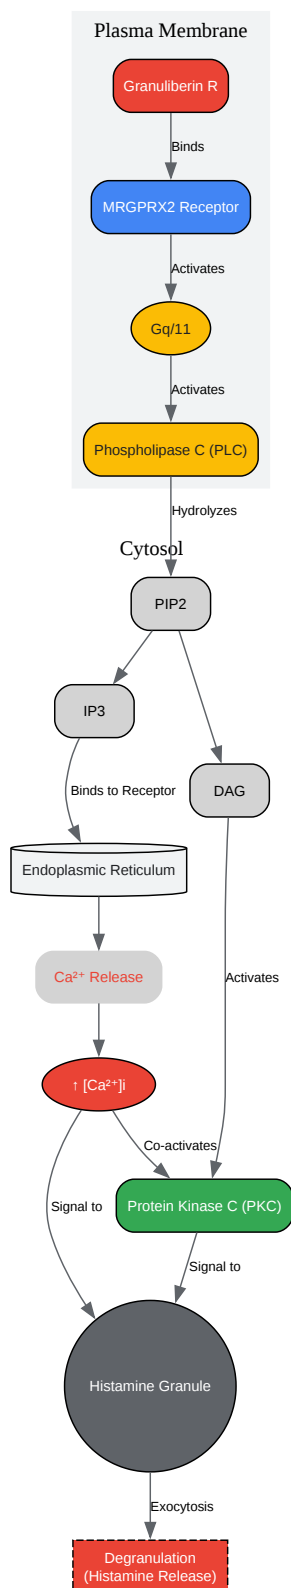 Plasma Membrane
Granuliberin R
Binds
MRGPRX2 Receptor
Activates
Gq/11
Activates
Phospholipase C (PLC)
Hydrolyzes
Cytosol
PIP2
IP3
DAG
Binds to Receptor
Endoplasmic Reticulum
Ca²⁺ Release
Activates
↑ [Ca²⁺]i
Co-activates
Signal to
Protein Kinase C (PKC)
Signal to
Histamine Granule
Exocytosis
Degranulation
(Histamine Release)